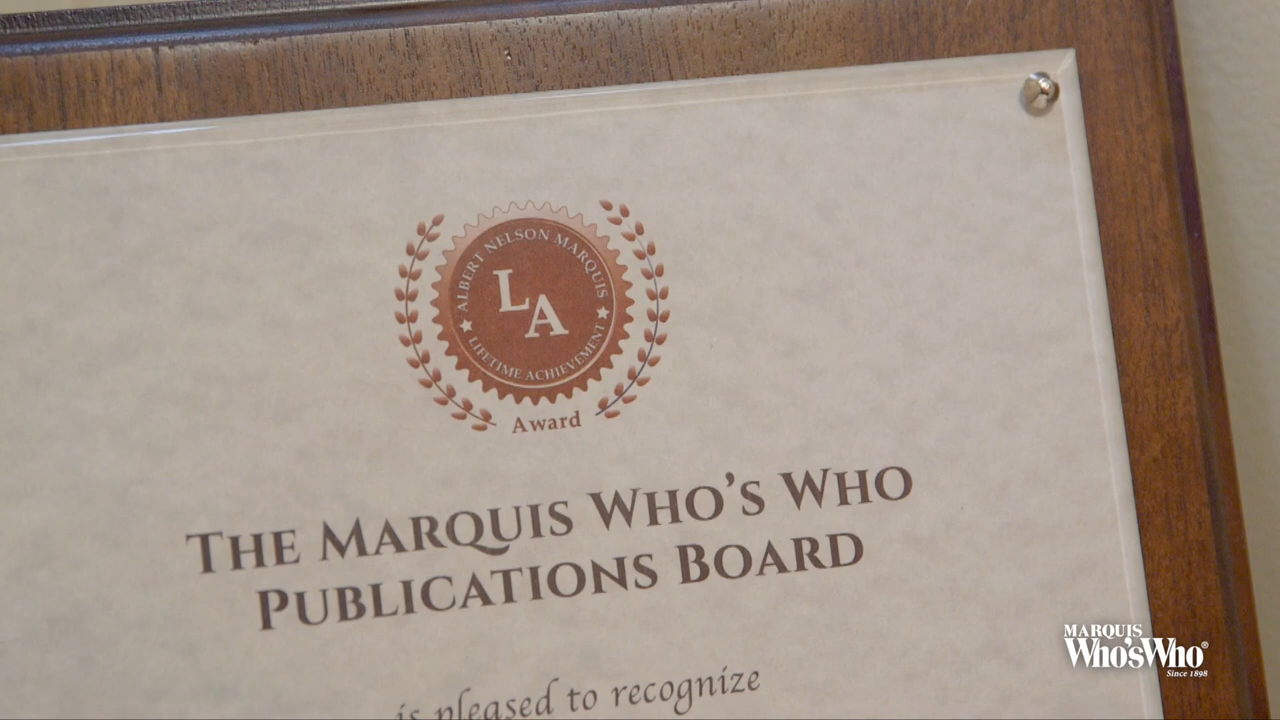 ALBERT NELSON MARQUIS
LA
LIFETIME ACHIEVEMENT
Award
THE MARQUIS WHO'S WHO
PUBLICATIONS BOARD
is pleased to recognize
MARQUIS
Who'sWho®
Since 1898